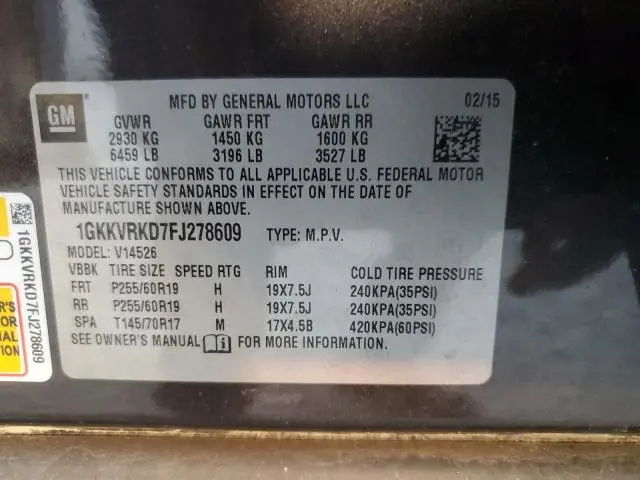 GM
MFD BY GENERAL MOTORS LLC 02/15
GVWR GAWR FRT GAWR RR
2930 KG 1450 KG 1600 KG
6459 LB 3196 LB 3527 LB
THIS VEHICLE CONFORMS TO ALL APPLICABLE U.S. FEDERAL MOTOR
VEHICLE SAFETY STANDARDS IN EFFECT ON THE DATE OF
MANUFACTURE SHOWN ABOVE.
1GKKVRKD7FJ278609 TYPE: M.P.V.
MODEL: V14526
VBBK TIRE SIZE SPEED RTG RIM COLD TIRE PRESSURE
FRT P255/60R19 H 19X7.5J 240KPA(35PSI)
RR P255/60R19 H 19X7.5J 240KPA(35PSI)
SPA T145/70R17 M 17X4.5B 420KPA(60PSI)
SEE OWNER'S MANUAL i FOR MORE INFORMATION.
1GKKVRKD7FJ278609